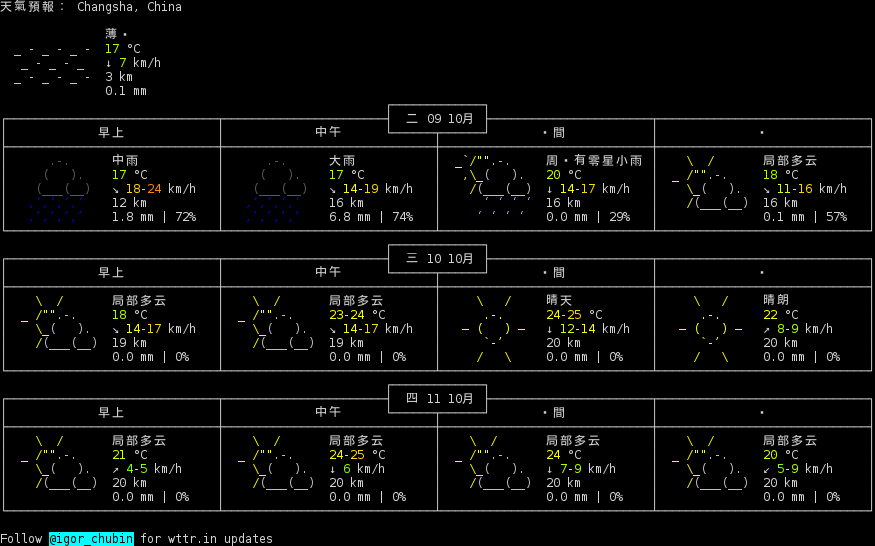 天氣預報： Changsha, China
薄·
17 °C
↓ 7 km/h
3 km
0.1 mm
二 09 10月
早上 中午 ·間 ·
中雨 大雨 周·有零星小雨 局部多云
17 °C 17 °C 20 °C 18 °C
↘ 18-24 km/h ↘ 14-19 km/h ↓ 14-17 km/h ↘ 11-16 km/h
12 km 16 km 16 km 16 km
1.8 mm | 72% 6.8 mm | 74% 0.0 mm | 29% 0.1 mm | 57%
三 10 10月
早上 中午 ·間 ·
局部多云 局部多云 晴天 晴朗
18 °C 23-24 °C 24-25 °C 22 °C
↘ 14-17 km/h ↘ 14-17 km/h ↓ 12-14 km/h ↗ 8-9 km/h
19 km 19 km 20 km 20 km
0.0 mm | 0% 0.0 mm | 0% 0.0 mm | 0% 0.0 mm | 0%
四 11 10月
早上 中午 ·間 ·
局部多云 局部多云 局部多云 局部多云
21 °C 24-25 °C 24 °C 20 °C
↗ 4-5 km/h ↓ 6 km/h ↓ 7-9 km/h ↙ 5-9 km/h
20 km 20 km 20 km 20 km
0.0 mm | 0% 0.0 mm | 0% 0.0 mm | 0% 0.0 mm | 0%
Follow @igor_chubin for wttr.in updates